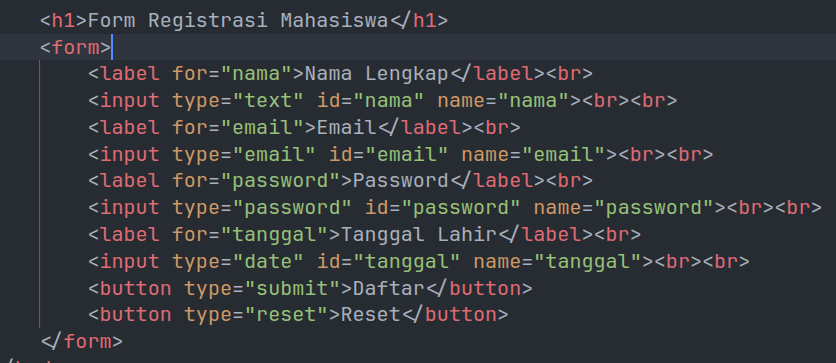 <h1>Form Registrasi Mahasiswa</h1>
<form>
<label for="nama">Nama Lengkap</label><br>
<input type="text" id="nama" name="nama"><br><br>
<label for="email">Email</label><br>
<input type="email" id="email" name="email"><br><br>
<label for="password">Password</label><br>
<input type="password" id="password" name="password"><br><br>
<label for="tanggal">Tanggal Lahir</label><br>
<input type="date" id="tanggal" name="tanggal"><br><br>
<button type="submit">Daftar</button>
<button type="reset">Reset</button>
</form>